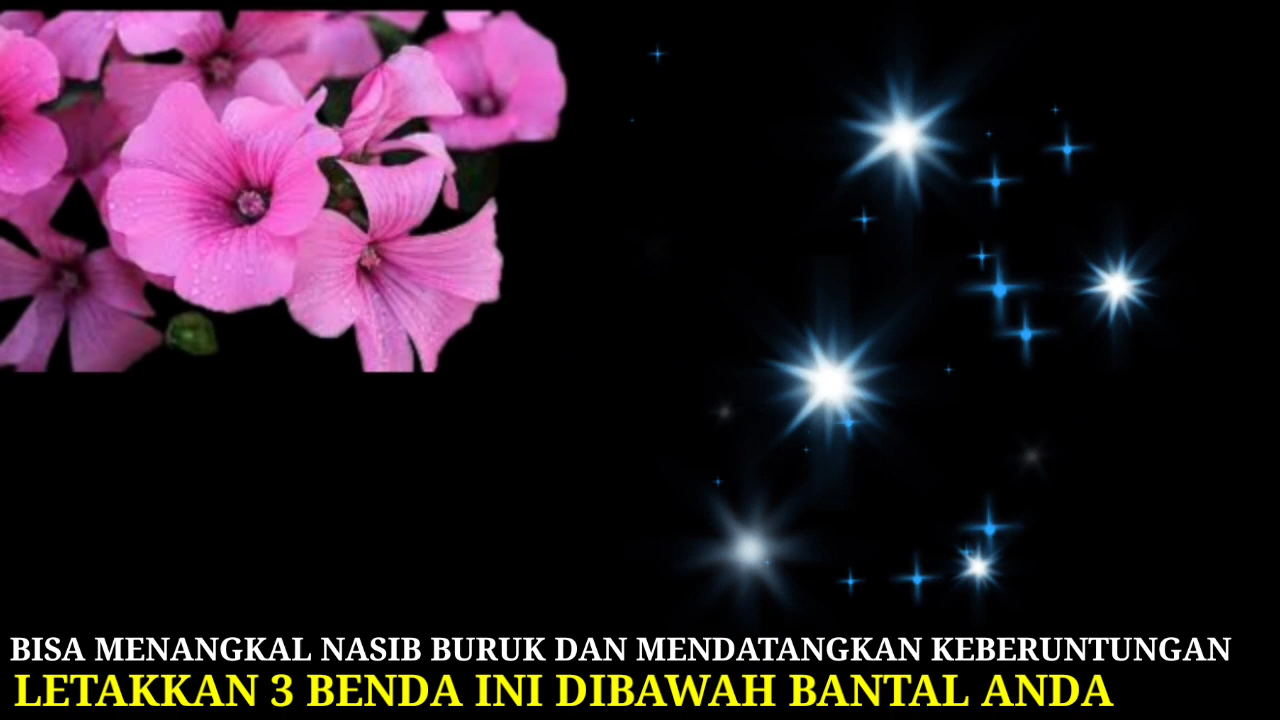 BISA MENANGKAL NASIB BURUK DAN MENDATANGKAN KEBERUNTUNGAN
LETAKKAN 3 BENDA INI DIBAWAH BANTAL ANDA